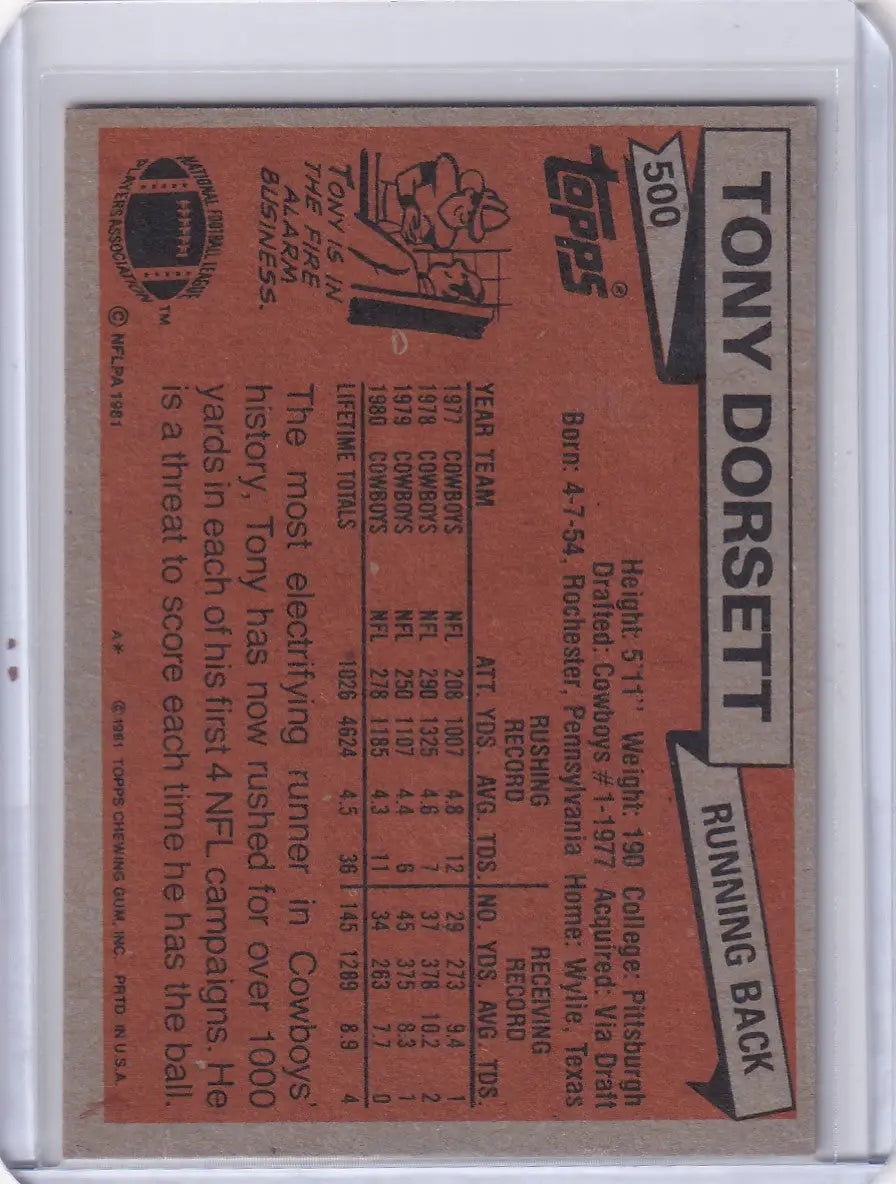 500
TONY DORSETT
RUNNING BACK
TOPPS®
Height: 5'11" Weight: 190 College: Pittsburgh
Drafted: Cowboys #1-1977 Acquired: Via Draft
Born: 4-7-54, Rochester, Pennsylvania Home: Wylie, Texas
RUSHING RECORD RECEIVING RECORD
YEAR TEAM ATT. YDS. AVG. TDS. NO. YDS. AVG. TDS.
1977 COWBOYS NFL 208 1007 4.8 12 29 273 9.4 1
1978 COWBOYS NFL 290 1325 4.6 7 37 378 10.2 2
1979 COWBOYS NFL 250 1107 4.4 6 45 375 8.3 1
1980 COWBOYS NFL 278 1185 4.3 11 34 263 7.7 0
LIFETIME TOTALS 1026 4624 4.5 36 145 1289 8.9 4
TONY IS IN
THE FIRE
ALARM
BUSINESS.
The most electrifying runner in Cowboys'
history, Tony has now rushed for over 1000
yards in each of his first 4 NFL campaigns. He
is a threat to score each time he has the ball.
NATIONAL FOOTBALL LEAGUE
PLAYERS ASSOCIATION
TM
© NFLPA 1981
A* © 1981 TOPPS CHEWING GUM, INC. PRTD. IN U.S.A.